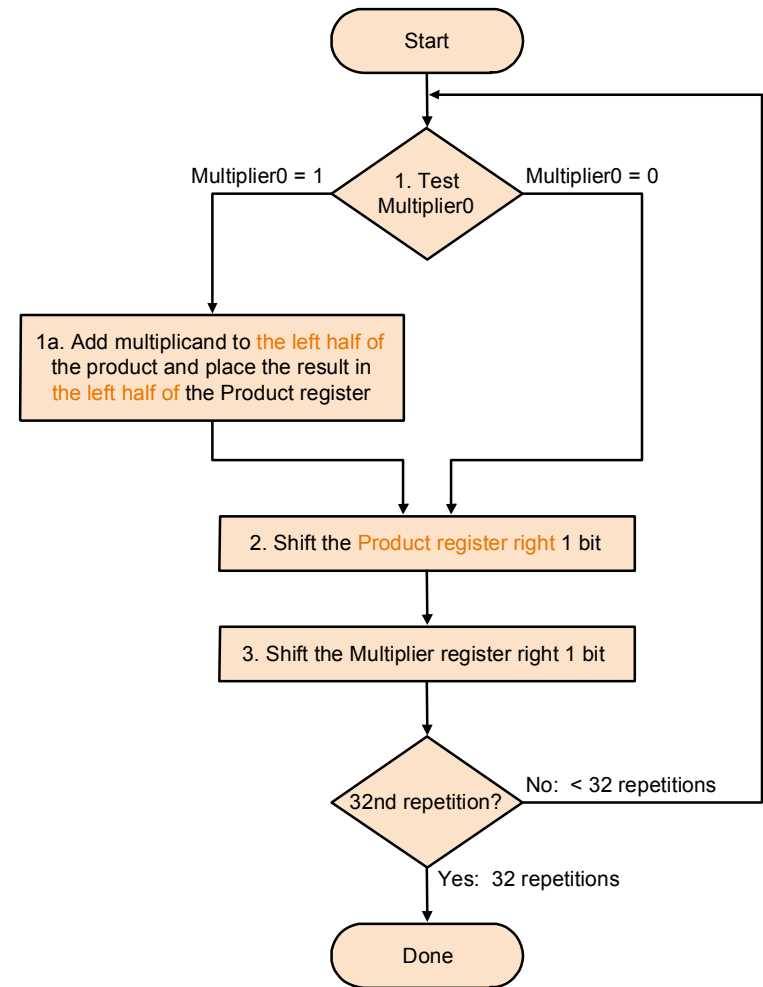 Start
Multiplier0 = 1
1. Test
Multiplier0
Multiplier0 = 0
1a. Add multiplicand to the left half of
the product and place the result in
the left half of the Product register
2. Shift the Product register right 1 bit
3. Shift the Multiplier register right 1 bit
32nd repetition?
No: < 32 repetitions
Yes: 32 repetitions
Done